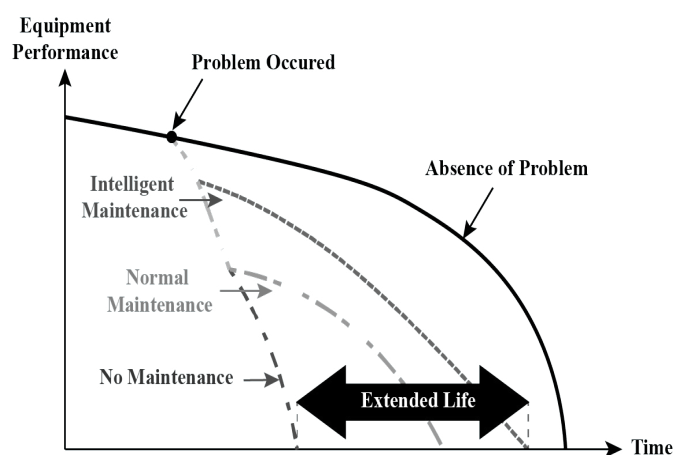 Equipment
Performance
Problem Occured
Absence of Problem
Intelligent
Maintenance
Normal
Maintenance
No Maintenance
Extended Life
Time